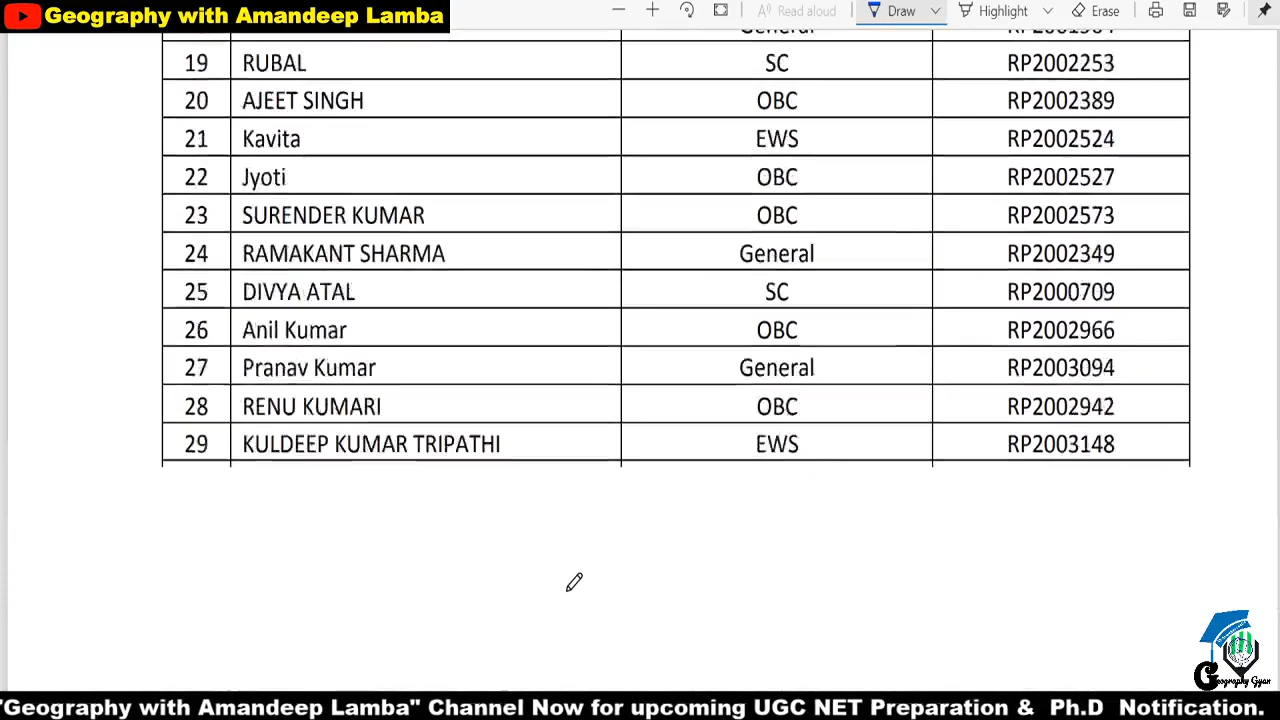 Geography with Amandeep Lamba
Read aloud Draw Highlight Erase
General
19 RUBAL SC RP2002253
20 AJEET SINGH OBC RP2002389
21 Kavita EWS RP2002524
22 Jyoti OBC RP2002527
23 SURENDER KUMAR OBC RP2002573
24 RAMAKANT SHARMA General RP2002349
25 DIVYA ATAL SC RP2000709
26 Anil Kumar OBC RP2002966
27 Pranav Kumar General RP2003094
28 RENU KUMARI OBC RP2002942
29 KULDEEP KUMAR TRIPATHI EWS RP2003148
Geography Gyan
"Geography with Amandeep Lamba" Channel Now for upcoming UGC NET Preparation & Ph.D Notification.